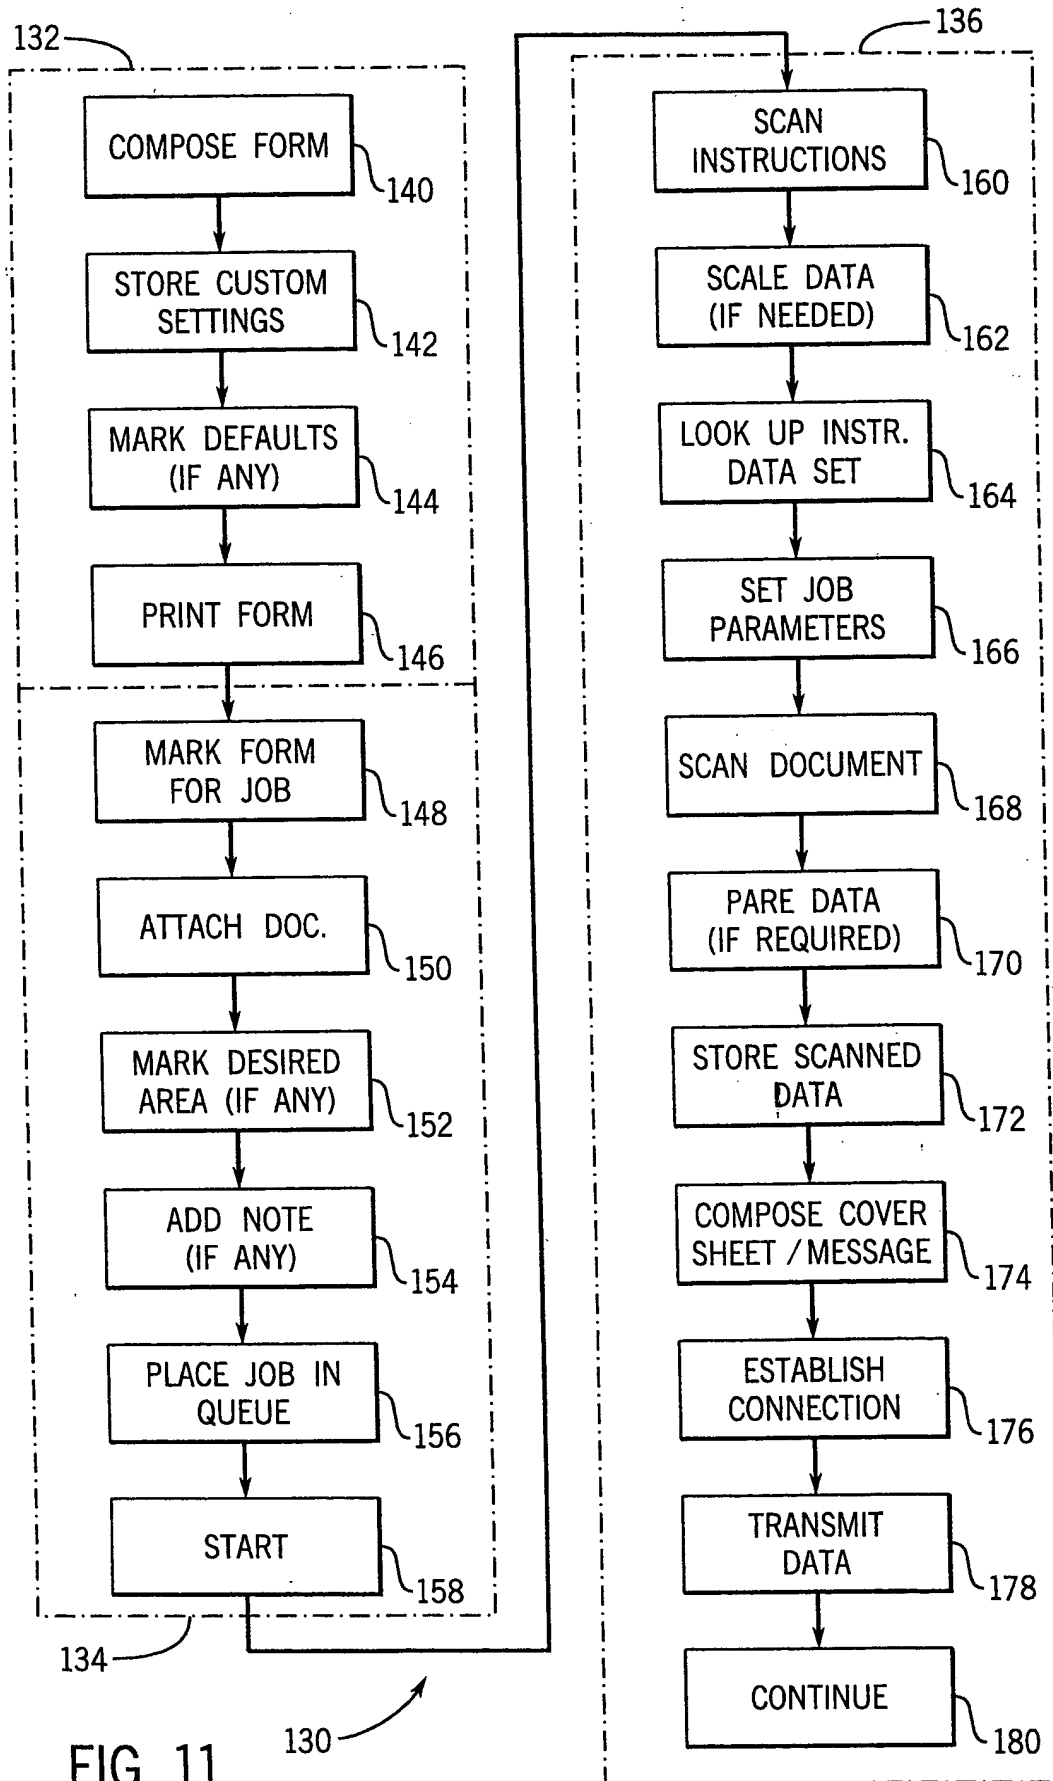 132
COMPOSE FORM
140
STORE CUSTOM
SETTINGS
142
MARK DEFAULTS
(IF ANY)
144
PRINT FORM
146
MARK FORM
FOR JOB
148
ATTACH DOC.
150
MARK DESIRED
AREA (IF ANY)
152
ADD NOTE
(IF ANY)
154
PLACE JOB IN
QUEUE
156
START
158
134
130
FIG 11
136
SCAN
INSTRUCTIONS
160
SCALE DATA
(IF NEEDED)
162
LOOK UP INSTR.
DATA SET
164
SET JOB
PARAMETERS
166
SCAN DOCUMENT
168
PARE DATA
(IF REQUIRED)
170
STORE SCANNED
DATA
172
COMPOSE COVER
SHEET / MESSAGE
174
ESTABLISH
CONNECTION
176
TRANSMIT
DATA
178
CONTINUE
180